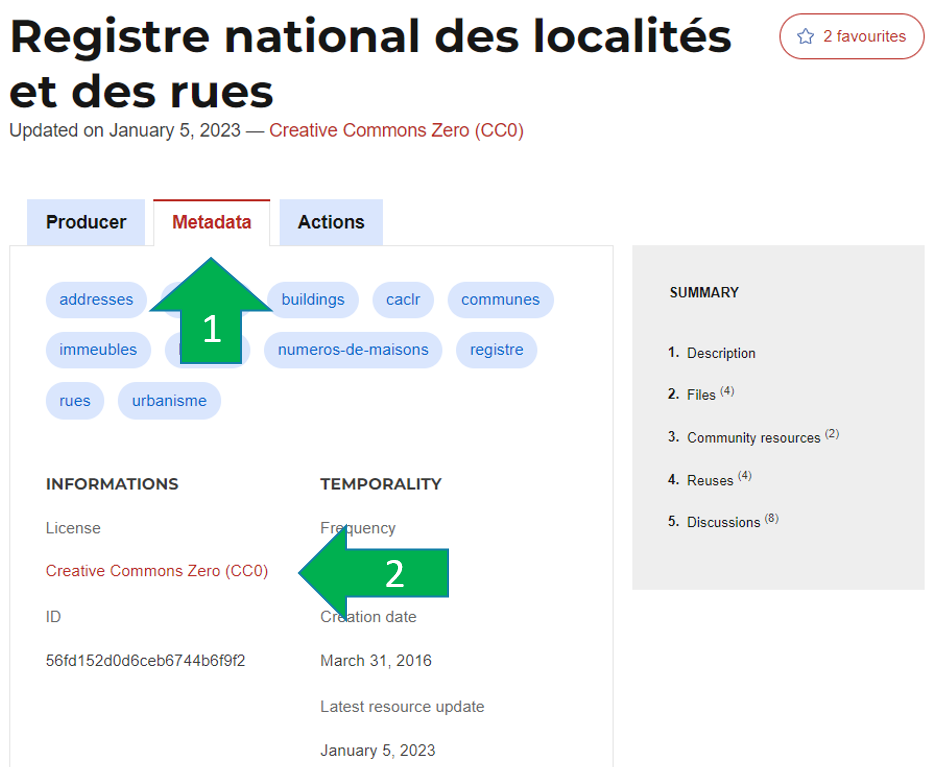 Registre national des localités
et des rues
2 favourites
Updated on January 5, 2023 — Creative Commons Zero (CC0)
Producer Metadata Actions
addresses buildings caclr communes
immeubles numeros-de-maisons registre
rues urbanisme
1
INFORMATIONS TEMPORALITY
License Frequency
Creative Commons Zero (CC0)
2
ID Creation date
56fd152d0d6ceb6744b6f9f2 March 31, 2016
Latest resource update
January 5, 2023
SUMMARY
1. Description
2. Files (4)
3. Community resources (2)
4. Reuses (4)
5. Discussions (8)